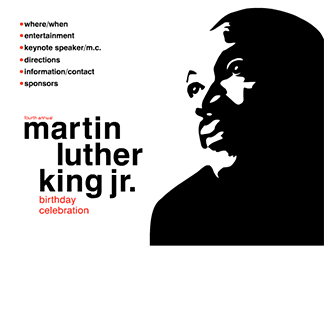 where/when
entertainment
keynote speaker/m.c.
directions
information/contact
sponsors
fourth annual
martin
luther
king jr.
birthday
celebration